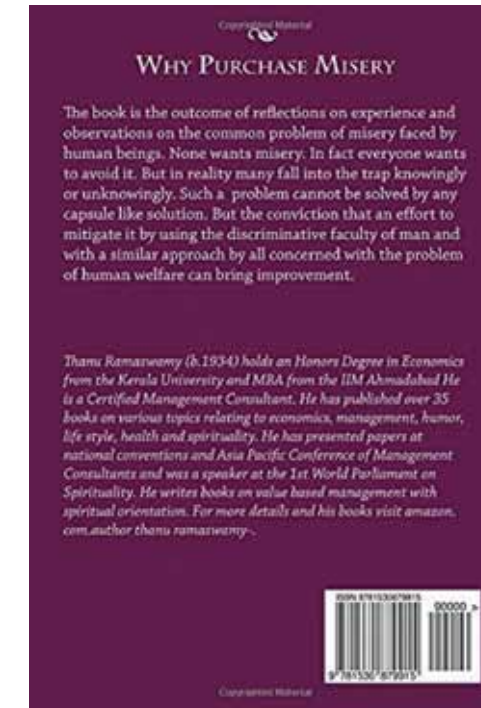 Copyrighted Material
WHY PURCHASE MISERY
The book is the outcome of reflections on experience and
observations on the common problem of misery faced by
human beings. None wants misery. In fact everyone wants
to avoid it. But in reality many fall into the trap knowingly
or unknowingly. Such a problem cannot be solved by any
capsule like solution. But the conviction that an effort to
mitigate it by using the discriminative faculty of man and
with a similar approach by all concerned with the problem
of human welfare can bring improvement.
Thanu Ramaswamy (b.1934) holds an Honors Degree in Economics
from the Kerala University and MBA from the IIM Ahmadabad He
is a Certified Management Consultant. He has published over 35
books on various topics relating to economics, management, humor,
life style, health and spirituality. He has presented papers at
national conventions and Asia Pacific Conference of Management
Consultants and was a speaker at the 1st World Parliament on
Spirituality. He writes books on value based management with
spiritual orientation. For more details and his books visit amazon.
com.author thanu ramaswamy-.
ISBN
90000 >
9 781530 879915
Copyrighted Material